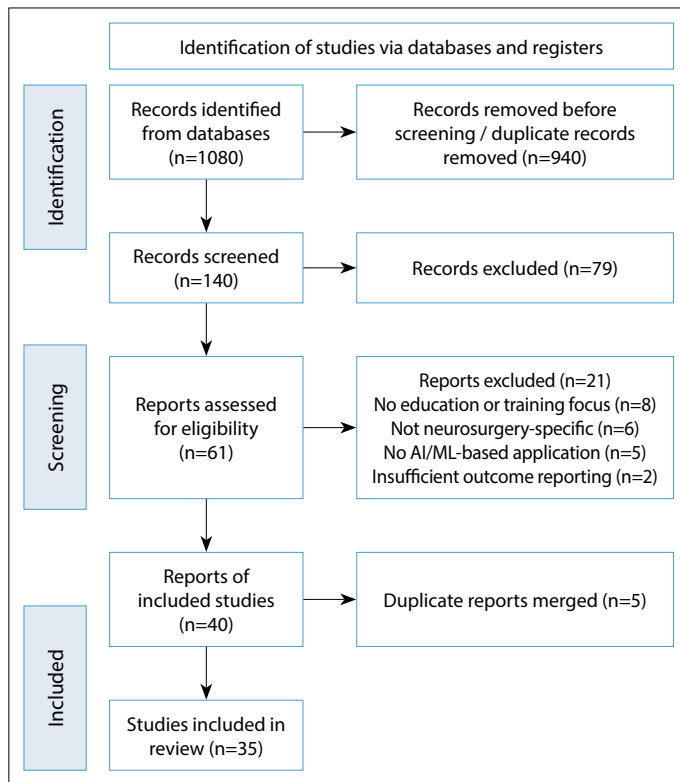 Identification of studies via databases and registers
Identification
Records identified
from databases
(n=1080)
Records removed before
screening / duplicate records
removed (n=940)
Records screened
(n=140)
Records excluded (n=79)
Screening
Reports assessed
for eligibility
(n=61)
Reports excluded (n=21)
No education or training focus (n=8)
Not neurosurgery-specific (n=6)
No AI/ML-based application (n=5)
Insufficient outcome reporting (n=2)
Included
Reports of
included studies
(n=40)
Duplicate reports merged (n=5)
Studies included in
review (n=35)